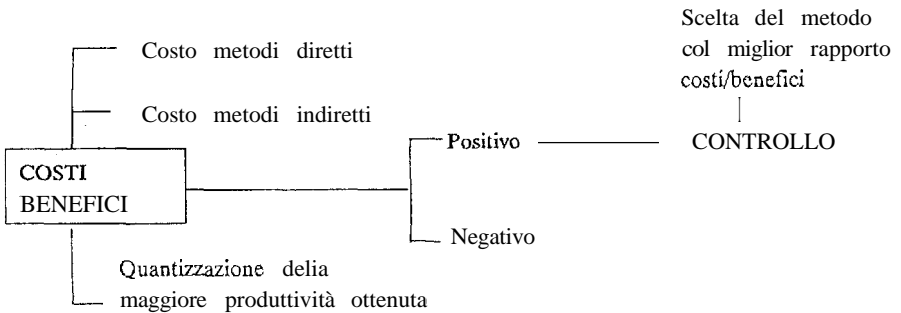 Scelta del metodo
col miglior rapporto
costi/benefici
Costo metodi diretti
Costo metodi indiretti
Positivo
CONTROLLO
COSTI
BENEFICI
Negativo
Quantizzazione delia
maggiore produttività ottenuta